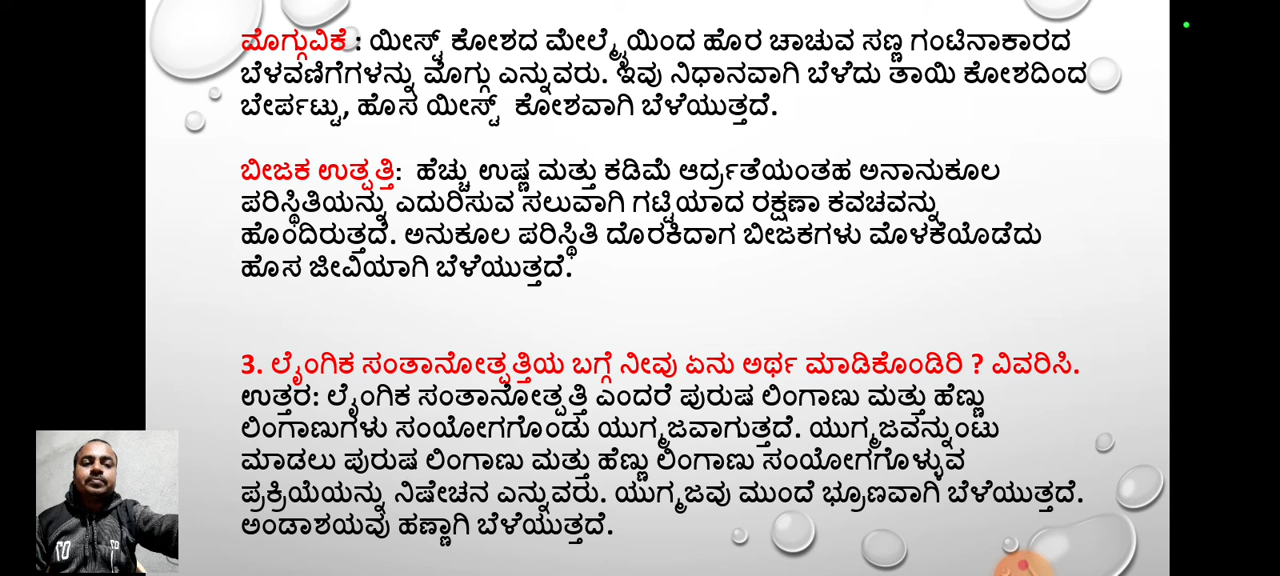 ಮೊಗ್ಗುವಿಕೆ : ಯೀಸ್ಟ್ ಕೋಶದ ಮೇಲ್ಮೈಯಿಂದ ಹೊರ ಚಾಚುವ ಸಣ್ಣ ಗಂಟಿನಾಕಾರದ
ಬೆಳವಣಿಗೆಗಳನ್ನು ಮೊಗ್ಗು ಎನ್ನುವರು. ಇವು ನಿಧಾನವಾಗಿ ಬೆಳೆದು ತಾಯಿ ಕೋಶದಿಂದ
ಬೇರ್ಪಟ್ಟು, ಹೊಸ ಯೀಸ್ಟ್ ಕೋಶವಾಗಿ ಬೆಳೆಯುತ್ತದೆ.
ಬೀಜಕ ಉತ್ಪತ್ತಿ: ಹೆಚ್ಚು ಉಷ್ಣ ಮತ್ತು ಕಡಿಮೆ ಆರ್ದ್ರತೆಯಂತಹ ಅನಾನುಕೂಲ
ಪರಿಸ್ಥಿತಿಯನ್ನು ಎದುರಿಸುವ ಸಲುವಾಗಿ ಗಟ್ಟಿಯಾದ ರಕ್ಷಣಾ ಕವಚವನ್ನು
ಹೊಂದಿರುತ್ತದೆ. ಅನುಕೂಲ ಪರಿಸ್ಥಿತಿ ದೊರಕಿದಾಗ ಬೀಜಕಗಳು ಮೊಳಕೆಯೊಡೆದು
ಹೊಸ ಜೀವಿಯಾಗಿ ಬೆಳೆಯುತ್ತದೆ.
3. ಲೈಂಗಿಕ ಸಂತಾನೋತ್ಪತ್ತಿಯ ಬಗ್ಗೆ ನೀವು ಏನು ಅರ್ಥ ಮಾಡಿಕೊಂಡಿರಿ ? ವಿವರಿಸಿ.
ಉತ್ತರ: ಲೈಂಗಿಕ ಸಂತಾನೋತ್ಪತ್ತಿ ಎಂದರೆ ಪುರುಷ ಲಿಂಗಾಣು ಮತ್ತು ಹೆಣ್ಣು
ಲಿಂಗಾಣುಗಳು ಸಂಯೋಗಗೊಂಡು ಯುಗ್ಮಜವಾಗುತ್ತದೆ. ಯುಗ್ಮಜವನ್ನುಂಟು
ಮಾಡಲು ಪುರುಷ ಲಿಂಗಾಣು ಮತ್ತು ಹೆಣ್ಣು ಲಿಂಗಾಣು ಸಂಯೋಗಗೊಳ್ಳುವ
ಪ್ರಕ್ರಿಯೆಯನ್ನು ನಿಷೇಚನ ಎನ್ನುವರು. ಯುಗ್ಮಜವು ಮುಂದೆ ಭ್ರೂಣವಾಗಿ ಬೆಳೆಯುತ್ತದೆ.
ಅಂಡಾಶಯವು ಹಣ್ಣಾಗಿ ಬೆಳೆಯುತ್ತದೆ.